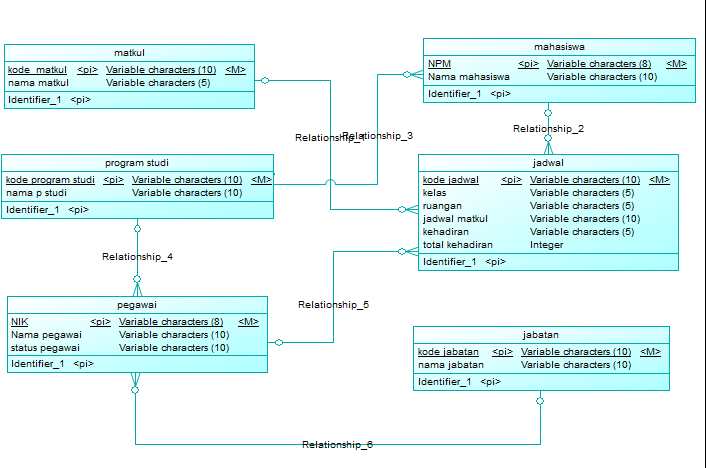 matkul
kode_matkul <pi> Variable characters (10) <M>
nama matkul Variable characters (5)
Identifier_1 <pi>
mahasiswa
NPM <pi> Variable characters (8) <M>
Nama mahasiswa Variable characters (10)
Identifier_1 <pi>
Relationship_3
Relationship_2
program studi
kode program studi <pi> Variable characters (10) <M>
nama p studi Variable characters (10)
Identifier_1 <pi>
jadwal
kode jadwal <pi> Variable characters (10) <M>
kelas Variable characters (5)
ruangan Variable characters (5)
jadwal matkul Variable characters (10)
kehadiran Variable characters (5)
total kehadiran Integer
Identifier_1 <pi>
Relationship_4
Relationship_5
pegawai
NIK <pi> Variable characters (8) <M>
Nama pegawai Variable characters (10)
status pegawai Variable characters (10)
Identifier_1 <pi>
jabatan
kode jabatan <pi> Variable characters (10) <M>
nama jabatan Variable characters (10)
Identifier_1 <pi>
Relationship_6